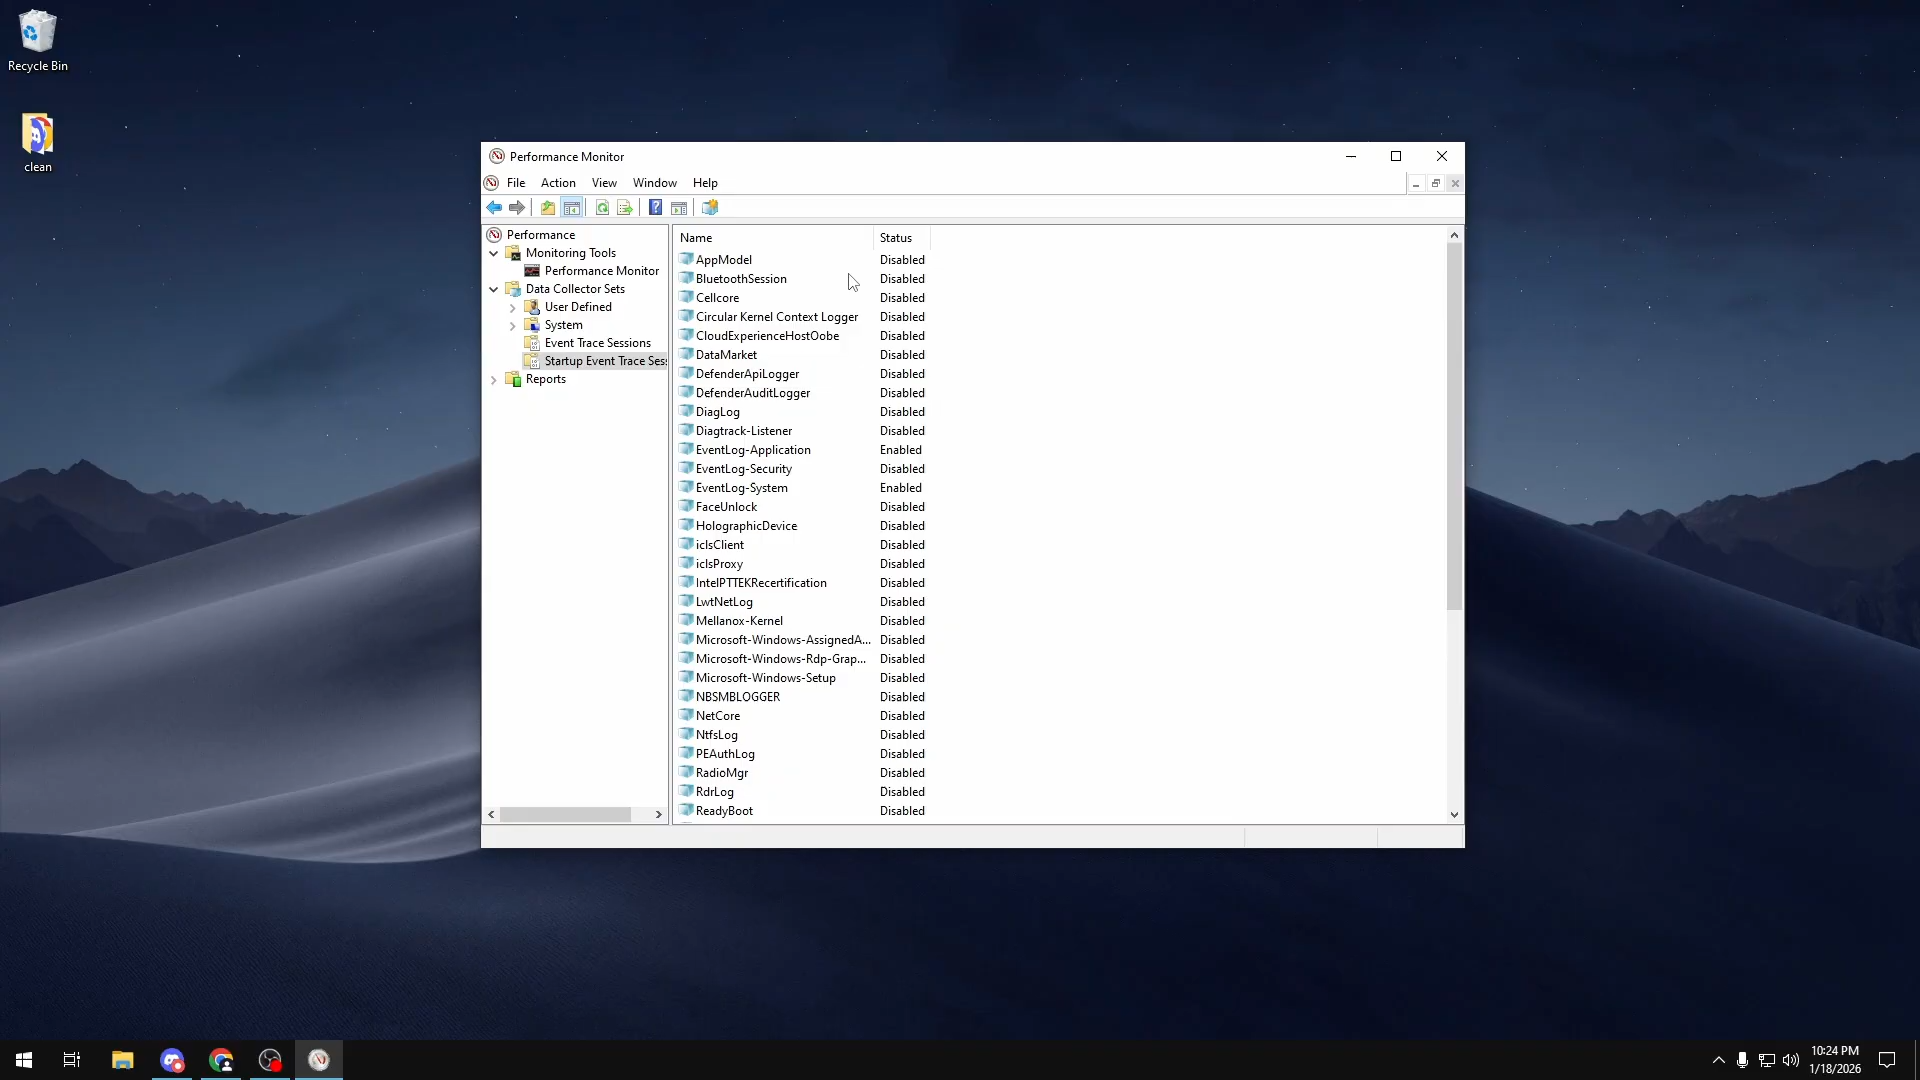 Recycle Bin
clean
Performance Monitor
File Action View Window Help
Performance
Monitoring Tools
Performance Monitor
Data Collector Sets
User Defined
System
Event Trace Sessions
Startup Event Trace Ses
Reports
Name Status
AppModel Disabled
BluetoothSession Disabled
Cellcore Disabled
Circular Kernel Context Logger Disabled
CloudExperienceHostOobe Disabled
DataMarket Disabled
DefenderApiLogger Disabled
DefenderAuditLogger Disabled
DiagLog Disabled
Diagtrack-Listener Disabled
EventLog-Application Enabled
EventLog-Security Disabled
EventLog-System Enabled
FaceUnlock Disabled
HolographicDevice Disabled
iclsClient Disabled
iclsProxy Disabled
IntelPTTEKRecertification Disabled
LwtNetLog Disabled
Mellanox-Kernel Disabled
Microsoft-Windows-AssignedA... Disabled
Microsoft-Windows-Rdp-Grap... Disabled
Microsoft-Windows-Setup Disabled
NBSMBLOGGER Disabled
NetCore Disabled
NtfsLog Disabled
PEAuthLog Disabled
RadioMgr Disabled
RdrLog Disabled
ReadyBoot Disabled
10:24 PM
1/18/2026